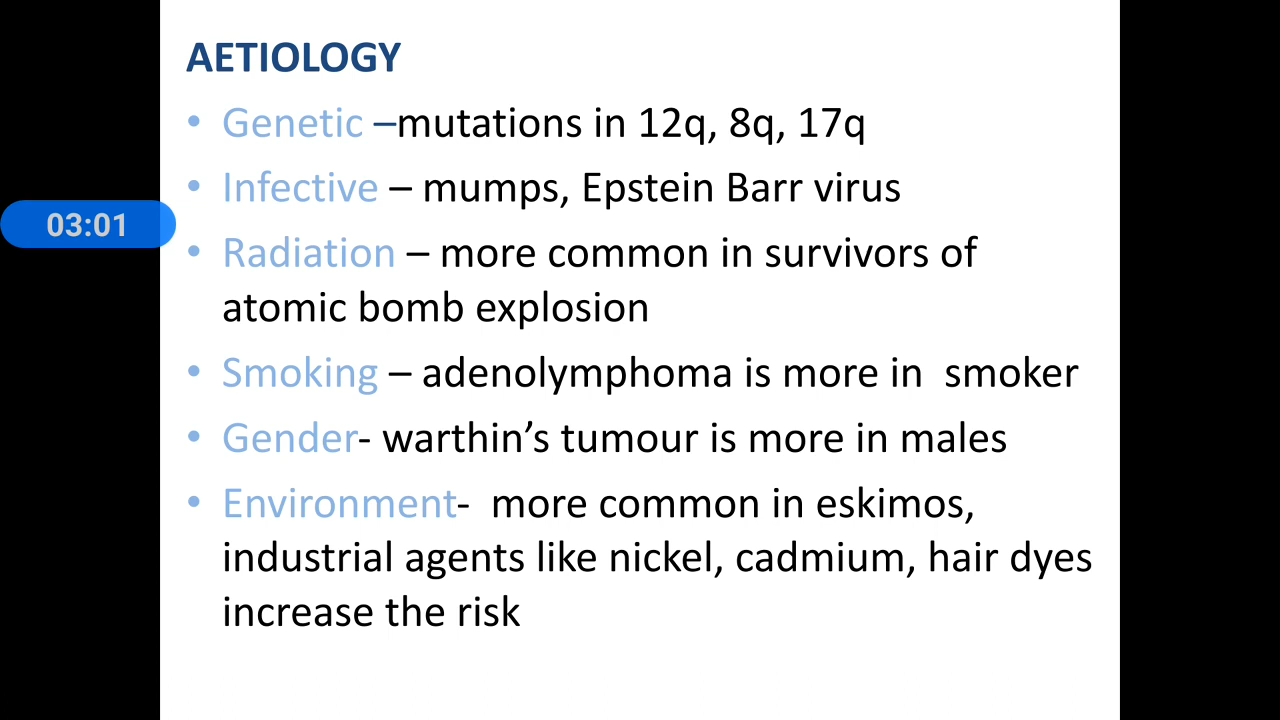 AETIOLOGY
• Genetic –mutations in 12q, 8q, 17q
• Infective – mumps, Epstein Barr virus
03:01
• Radiation – more common in survivors of
atomic bomb explosion
• Smoking – adenolymphoma is more in  smoker
• Gender- warthin’s tumour is more in males
• Environment-  more common in eskimos,
industrial agents like nickel, cadmium, hair dyes
increase the risk